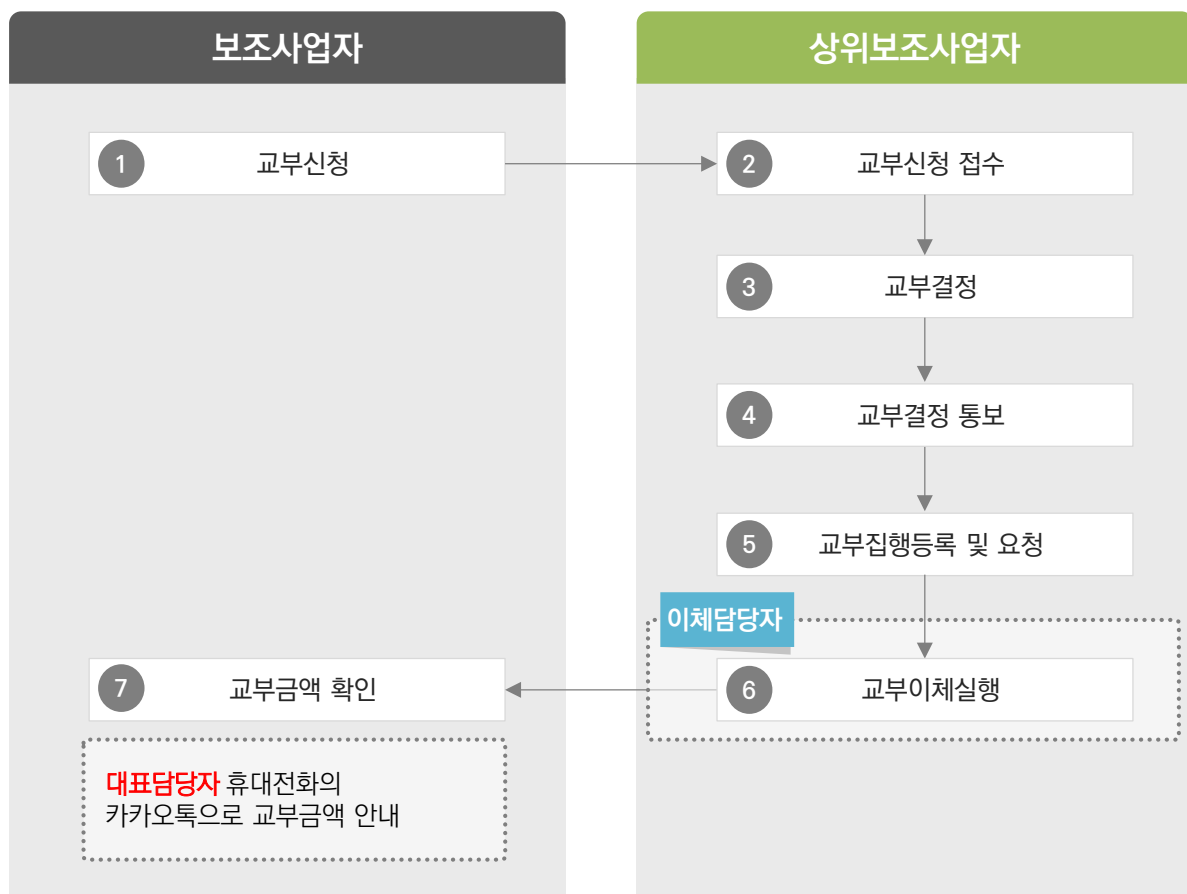 보조사업자
상위보조사업자
1 교부신청
2 교부신청 접수
3 교부결정
4 교부결정 통보
5 교부집행등록 및 요청
이체담당자
6 교부이체실행
7 교부금액 확인
대표담당자 휴대전화의
카카오톡으로 교부금액 안내